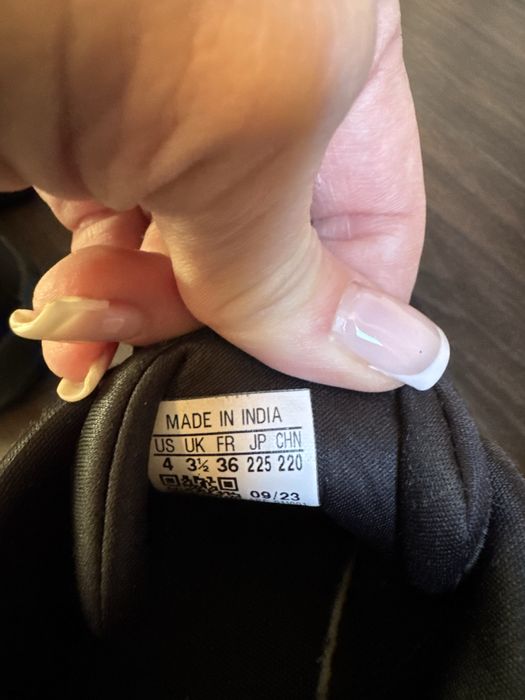 MADE IN INDIA
US UK FR JP CHN
4 3½ 36 225 220
09/23